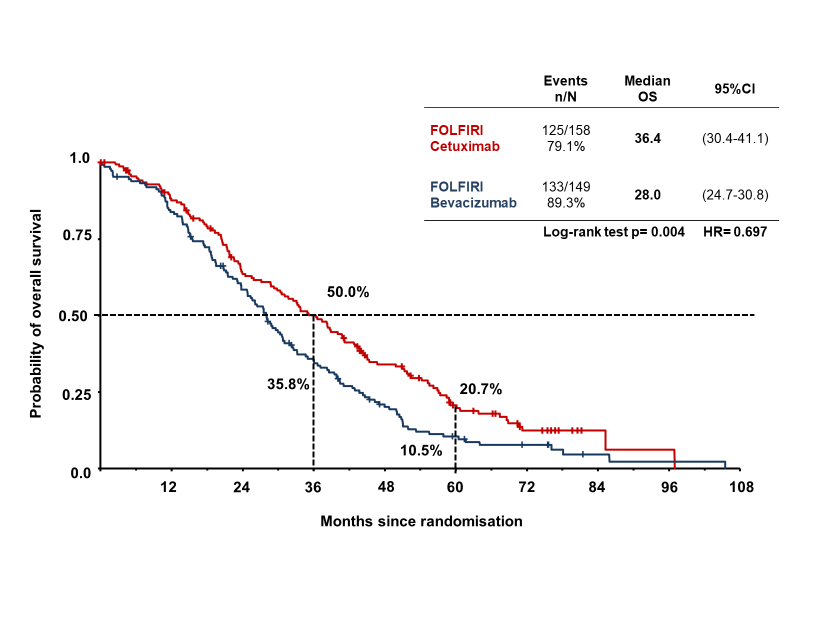 Events
n/N
Median
OS
95%CI
FOLFIRI
Cetuximab
125/158
79.1%
36.4
(30.4-41.1)
FOLFIRI
Bevacizumab
133/149
89.3%
28.0
(24.7-30.8)
Log-rank test p= 0.004 HR= 0.697
Probability of overall survival
1.0
0.75
0.50
0.25
0.0
50.0%
35.8%
20.7%
10.5%
12 24 36 48 60 72 84 96 108
Months since randomisation